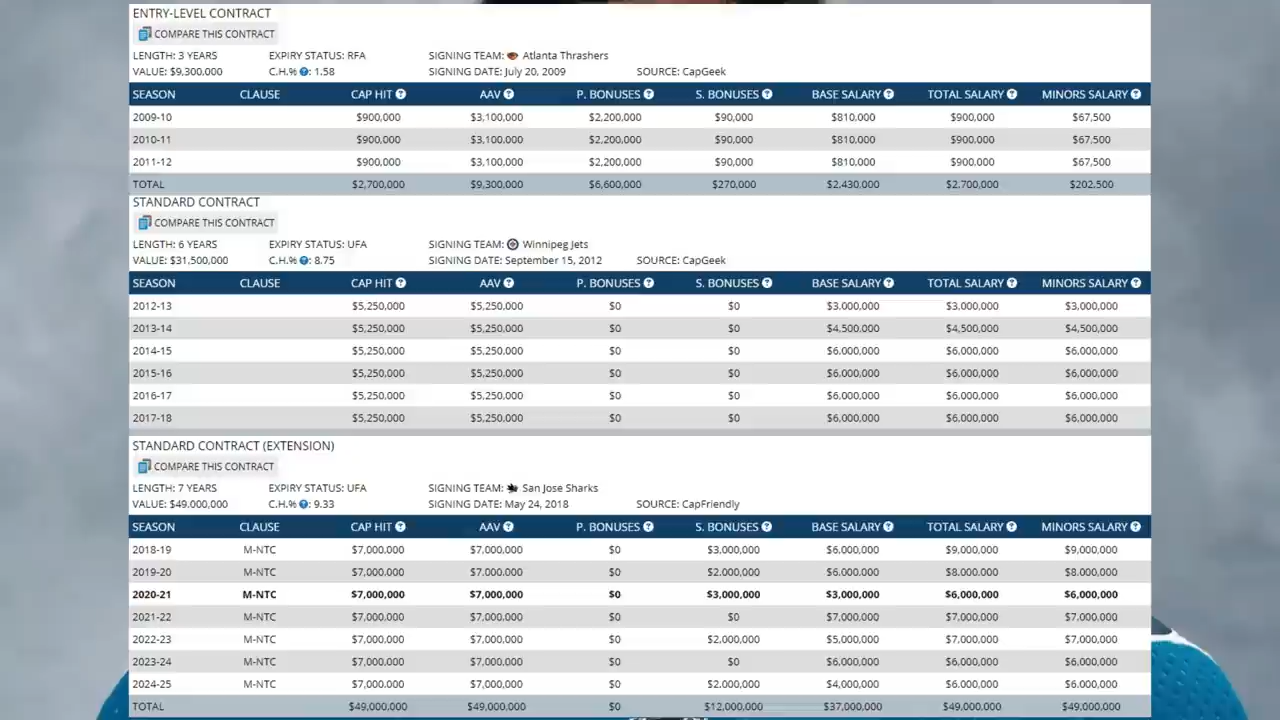 ENTRY-LEVEL CONTRACT
COMPARE THIS CONTRACT
LENGTH: 3 YEARS EXPIRY STATUS: RFA SIGNING TEAM: Atlanta Thrashers
VALUE: $9,300,000 C.H.% ?: 1.58 SIGNING DATE: July 20, 2009 SOURCE: CapGeek
SEASON CLAUSE CAP HIT ? AAV ? P. BONUSES ? S. BONUSES ? BASE SALARY ? TOTAL SALARY ? MINORS SALARY ?
2009-10 $900,000 $3,100,000 $2,200,000 $90,000 $810,000 $900,000 $67,500
2010-11 $900,000 $3,100,000 $2,200,000 $90,000 $810,000 $900,000 $67,500
2011-12 $900,000 $3,100,000 $2,200,000 $90,000 $810,000 $900,000 $67,500
TOTAL $2,700,000 $9,300,000 $6,600,000 $270,000 $2,430,000 $2,700,000 $202,500
STANDARD CONTRACT
COMPARE THIS CONTRACT
LENGTH: 6 YEARS EXPIRY STATUS: UFA SIGNING TEAM: Winnipeg Jets
VALUE: $31,500,000 C.H.% ?: 8.75 SIGNING DATE: September 15, 2012 SOURCE: CapGeek
SEASON CLAUSE CAP HIT ? AAV ? P. BONUSES ? S. BONUSES ? BASE SALARY ? TOTAL SALARY ? MINORS SALARY ?
2012-13 $5,250,000 $5,250,000 $0 $0 $3,000,000 $3,000,000 $3,000,000
2013-14 $5,250,000 $5,250,000 $0 $0 $4,500,000 $4,500,000 $4,500,000
2014-15 $5,250,000 $5,250,000 $0 $0 $6,000,000 $6,000,000 $6,000,000
2015-16 $5,250,000 $5,250,000 $0 $0 $6,000,000 $6,000,000 $6,000,000
2016-17 $5,250,000 $5,250,000 $0 $0 $6,000,000 $6,000,000 $6,000,000
2017-18 $5,250,000 $5,250,000 $0 $0 $6,000,000 $6,000,000 $6,000,000
STANDARD CONTRACT (EXTENSION)
COMPARE THIS CONTRACT
LENGTH: 7 YEARS EXPIRY STATUS: UFA SIGNING TEAM: San Jose Sharks
VALUE: $49,000,000 C.H.% ?: 9.33 SIGNING DATE: May 24, 2018 SOURCE: CapFriendly
SEASON CLAUSE CAP HIT ? AAV ? P. BONUSES ? S. BONUSES ? BASE SALARY ? TOTAL SALARY ? MINORS SALARY ?
2018-19 M-NTC $7,000,000 $7,000,000 $0 $3,000,000 $6,000,000 $9,000,000 $9,000,000
2019-20 M-NTC $7,000,000 $7,000,000 $0 $2,000,000 $6,000,000 $8,000,000 $8,000,000
2020-21 M-NTC $7,000,000 $7,000,000 $0 $3,000,000 $3,000,000 $6,000,000 $6,000,000
2021-22 M-NTC $7,000,000 $7,000,000 $0 $0 $7,000,000 $7,000,000 $7,000,000
2022-23 M-NTC $7,000,000 $7,000,000 $0 $2,000,000 $5,000,000 $7,000,000 $7,000,000
2023-24 M-NTC $7,000,000 $7,000,000 $0 $0 $6,000,000 $6,000,000 $6,000,000
2024-25 M-NTC $7,000,000 $7,000,000 $0 $2,000,000 $4,000,000 $6,000,000 $6,000,000
TOTAL $49,000,000 $49,000,000 $0 $12,000,000 $37,000,000 $49,000,000 $49,000,000